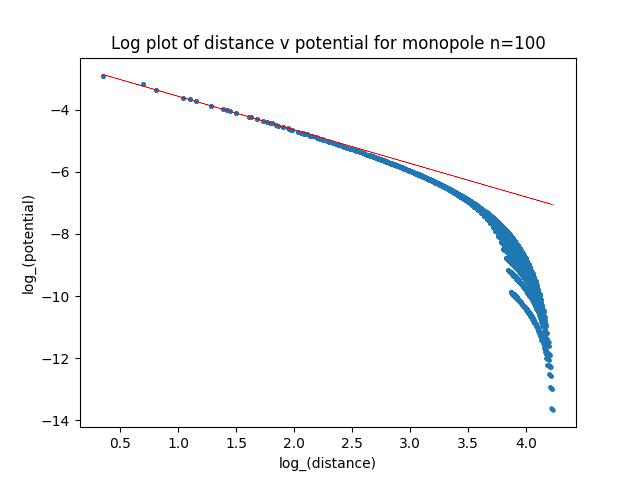 Log plot of distance v potential for monopole n=100
log_(potential)
−4
−6
−8
−10
−12
−14
0.5 1.0 1.5 2.0 2.5 3.0 3.5 4.0
log_(distance)